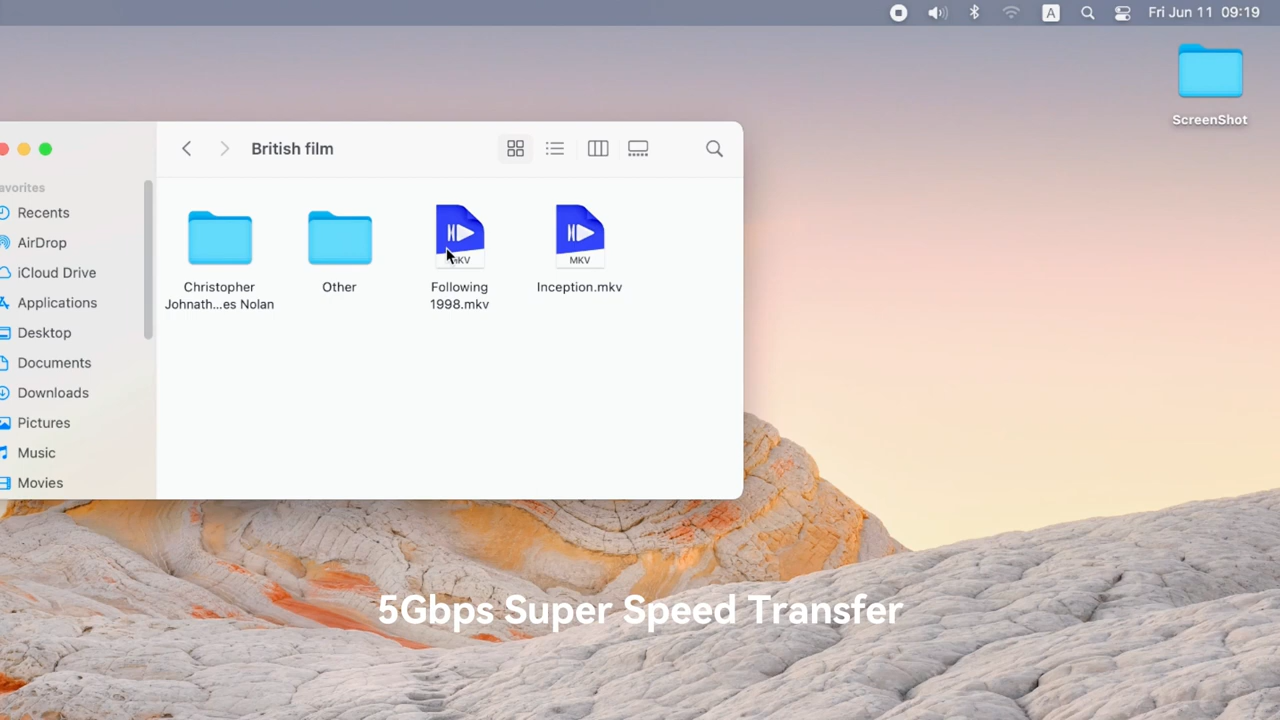 A
Fri Jun 11 09:19
ScreenShot
British film
avorites
Recents
AirDrop
iCloud Drive
Applications
Desktop
Documents
Downloads
Pictures
Music
Movies
MKV
MKV
Christopher
Johnath...es Nolan
Other
Following
1998.mkv
Inception.mkv
5Gbps Super Speed Transfer